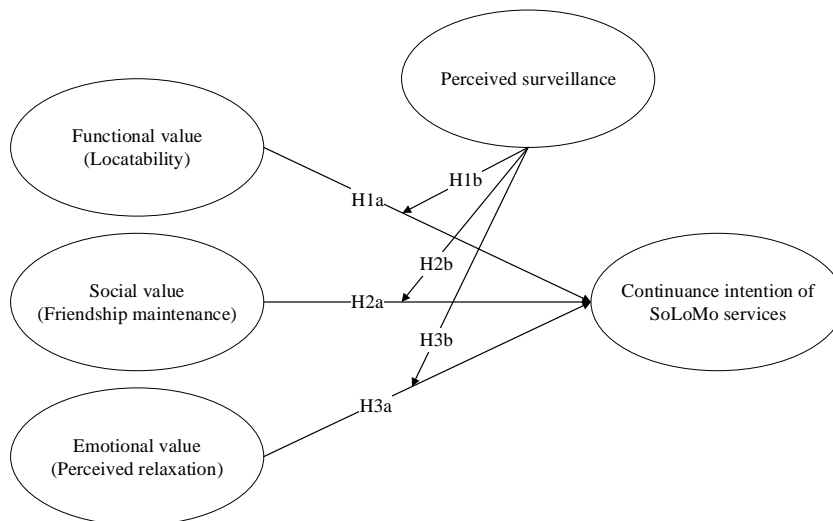 Perceived surveillance
Functional value
(Locatability)
H1b
H1a
H2b
Social value
(Friendship maintenance)
H2a
Continuance intention of
SoLoMo services
H3b
H3a
Emotional value
(Perceived relaxation)